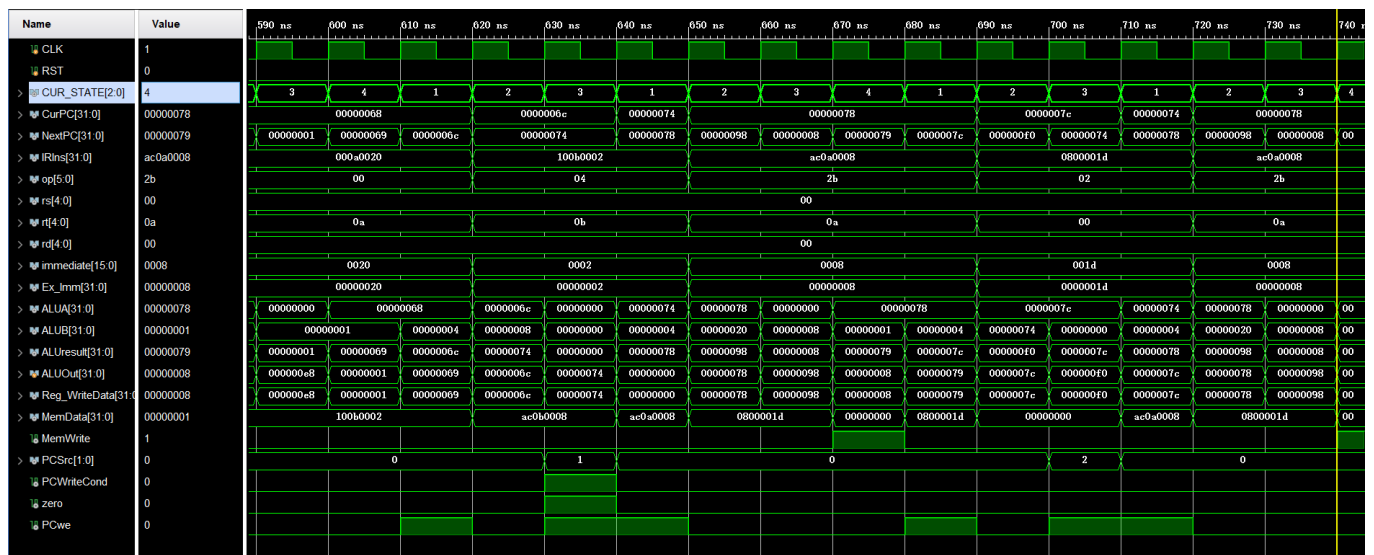 Name Value 590 ns 600 ns 610 ns 620 ns 630 ns 640 ns 650 ns 660 ns 670 ns 680 ns 690 ns 700 ns 710 ns 720 ns 730 ns 740 n
CLK 1
RST 0
CUR_STATE[2:0] 4 3 4 1 2 3 1 2 3 4 1 2 3 1 2 3 4
CurPC[31:0] 00000078 00000068 0000006c 00000074 00000078 0000007c 00000074 00000078
NextPC[31:0] 00000079 00000001 00000069 0000006c 00000074 00000078 00000098 00000008 00000079 0000007c 000000f0 00000074 00000078 00000098 00000008 00
IRIns[31:0] ac0a0008 000a0020 100b0002 ac0a0008 0800001d ac0a0008
op[5:0] 2b 00 04 2b 02 2b
rs[4:0] 00 00
rt[4:0] 0a 0a 0b 0a 00 0a
rd[4:0] 00 00
immediate[15:0] 0008 0020 0002 0008 001d 0008
Ex_Imm[31:0] 00000008 00000020 00000002 00000008 0000001d 00000008
ALUA[31:0] 00000078 00000000 00000068 0000006c 00000000 00000074 00000078 00000000 00000078 0000007c 00000074 00000078 00000000 00
ALUB[31:0] 00000001 00000001 00000004 00000008 00000000 00000004 00000020 00000008 00000001 00000004 00000074 00000000 00000004 00000020 00000008 00
ALUresult[31:0] 00000079 00000001 00000069 0000006c 00000074 00000000 00000078 00000098 00000008 00000079 0000007c 000000f0 0000007c 00000078 00000098 00000008 00
ALUOut[31:0] 00000008 000000e8 00000001 00000069 0000006c 00000074 00000000 00000078 00000098 00000008 00000079 0000007c 000000f0 0000007c 00000078 00000098 00
Reg_WriteData[31:0 00000008 000000e8 00000001 00000069 0000006c 00000074 00000000 00000078 00000098 00000008 00000079 0000007c 000000f0 0000007c 00000078 00000098 00
MemData[31:0] 00000001 100b0002 ac0b0008 ac0a0008 0800001d 00000000 0800001d 00000000 ac0a0008 0800001d 00
MemWrite 1
PCSrc[1:0] 0 0 1 0 2 0
PCWriteCond 0
zero 0
PCwe 0